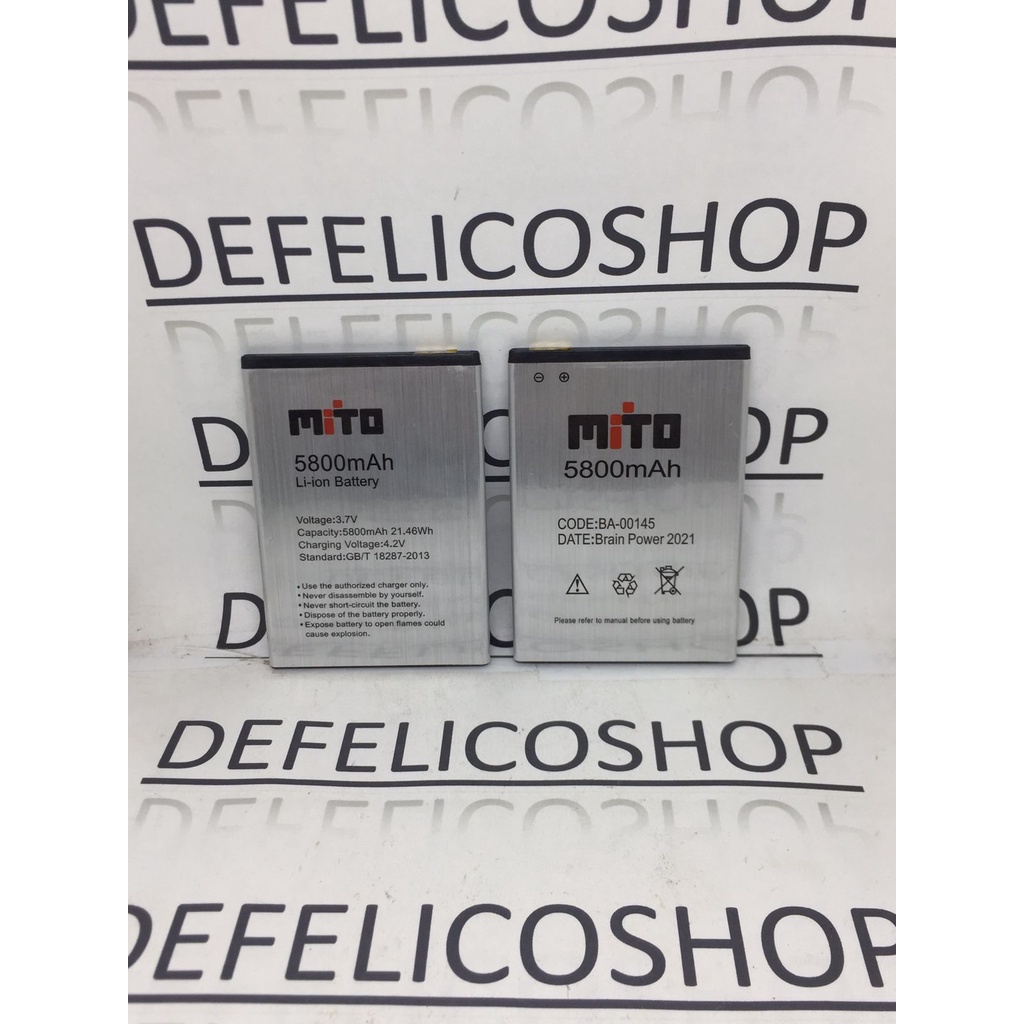 DEFELICOSHOP
DEFELICOSHOP
DEFELICOSHOP
MiTO
5800mAh
Li-ion Battery
Voltage:3.7V
Capacity:5800mAh 21.46Wh
Charging Voltage:4.2V
Standard:GB/T 18287-2013
• Use the authorized charger only.
• Never disassemble by yourself.
• Never short-circuit the battery.
• Dispose of the battery properly.
• Expose battery to open flames could
cause explosion.
MiTO
5800mAh
CODE:BA-00145
DATE:Brain Power 2021
Please refer to manual before using battery
DEFELICOSHOP
DEFELICOSHOP
DEFELICOSHOP
DEFELICOSHOP